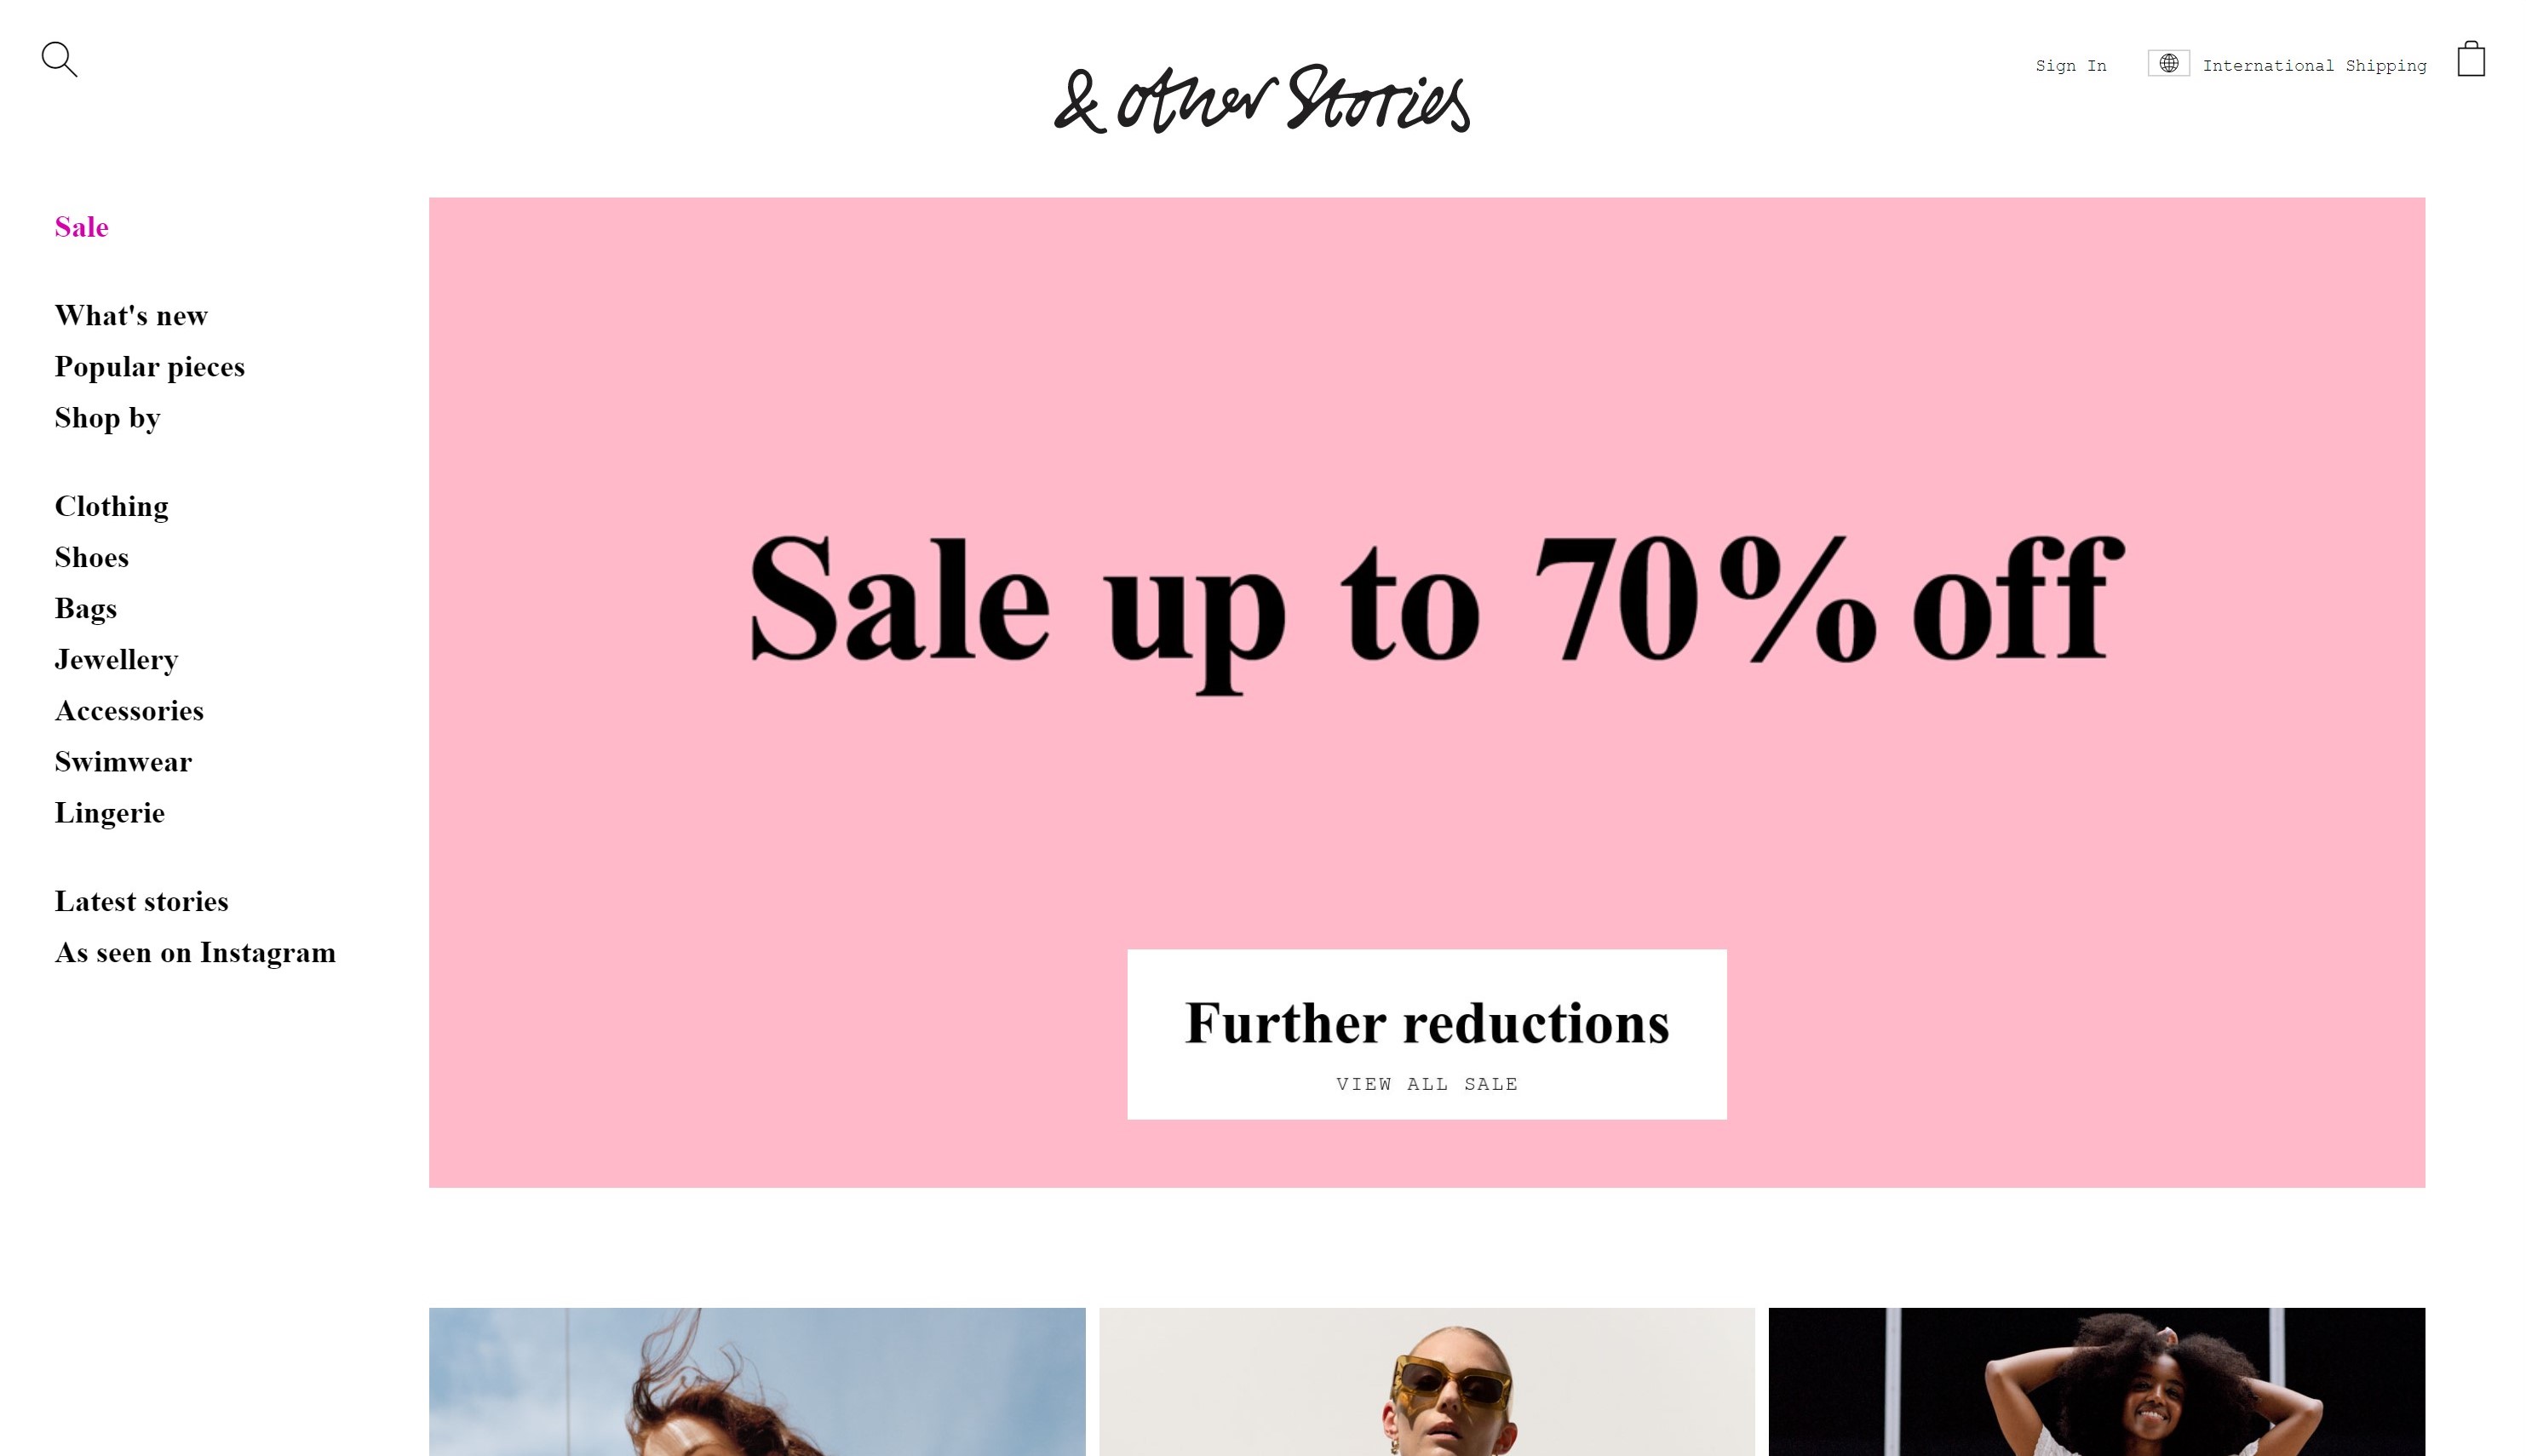 & other Stories
Sign In
International Shipping
Sale
What's new
Popular pieces
Shop by
Clothing
Shoes
Bags
Jewellery
Accessories
Swimwear
Lingerie
Latest stories
As seen on Instagram
Sale up to 70% off
Further reductions
VIEW ALL SALE